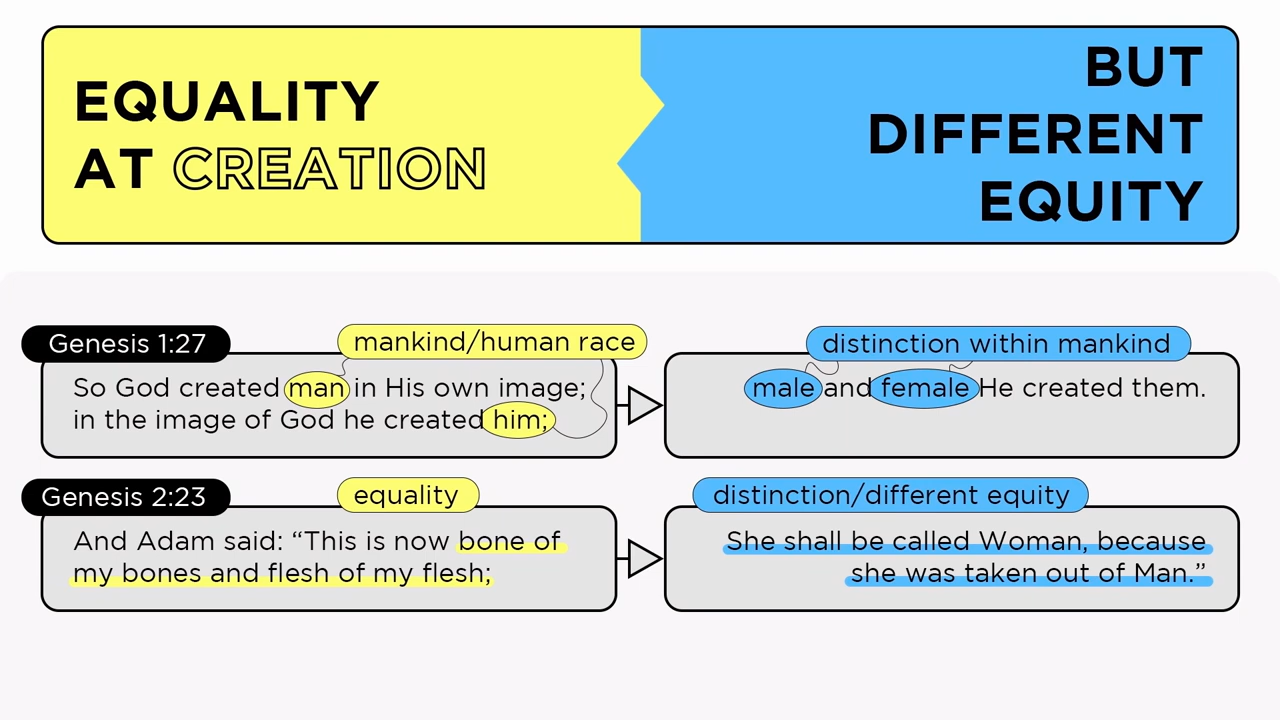 EQUALITY
AT CREATION
BUT
DIFFERENT
EQUITY
Genesis 1:27
mankind/human race
So God created man in His own image;
in the image of God he created him;
distinction within mankind
male and female He created them.
Genesis 2:23
equality
And Adam said: “This is now bone of
my bones and flesh of my flesh;
distinction/different equity
She shall be called Woman, because
she was taken out of Man.”